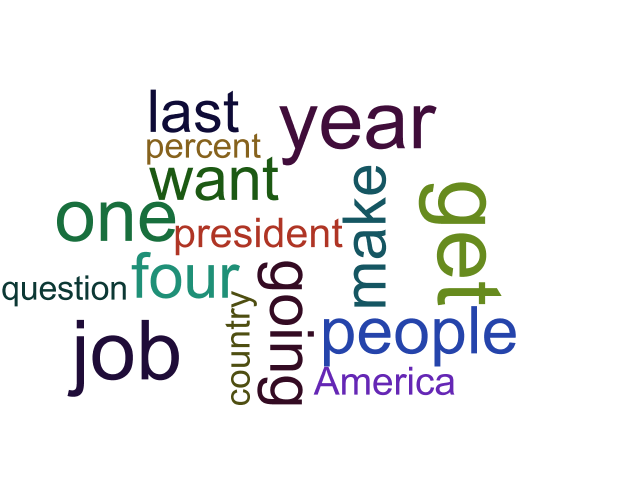 last
year
percent
want
make
get
one
president
four
question
going
country
job
people
America